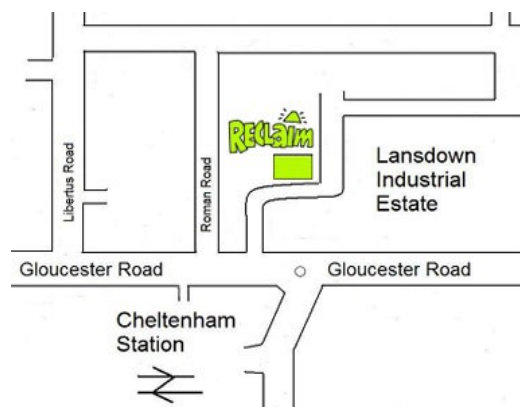 RECLaim
Lansdown
Industrial
Estate
Libertus Road
Roman Road
Gloucester Road
Gloucester Road
Cheltenham
Station